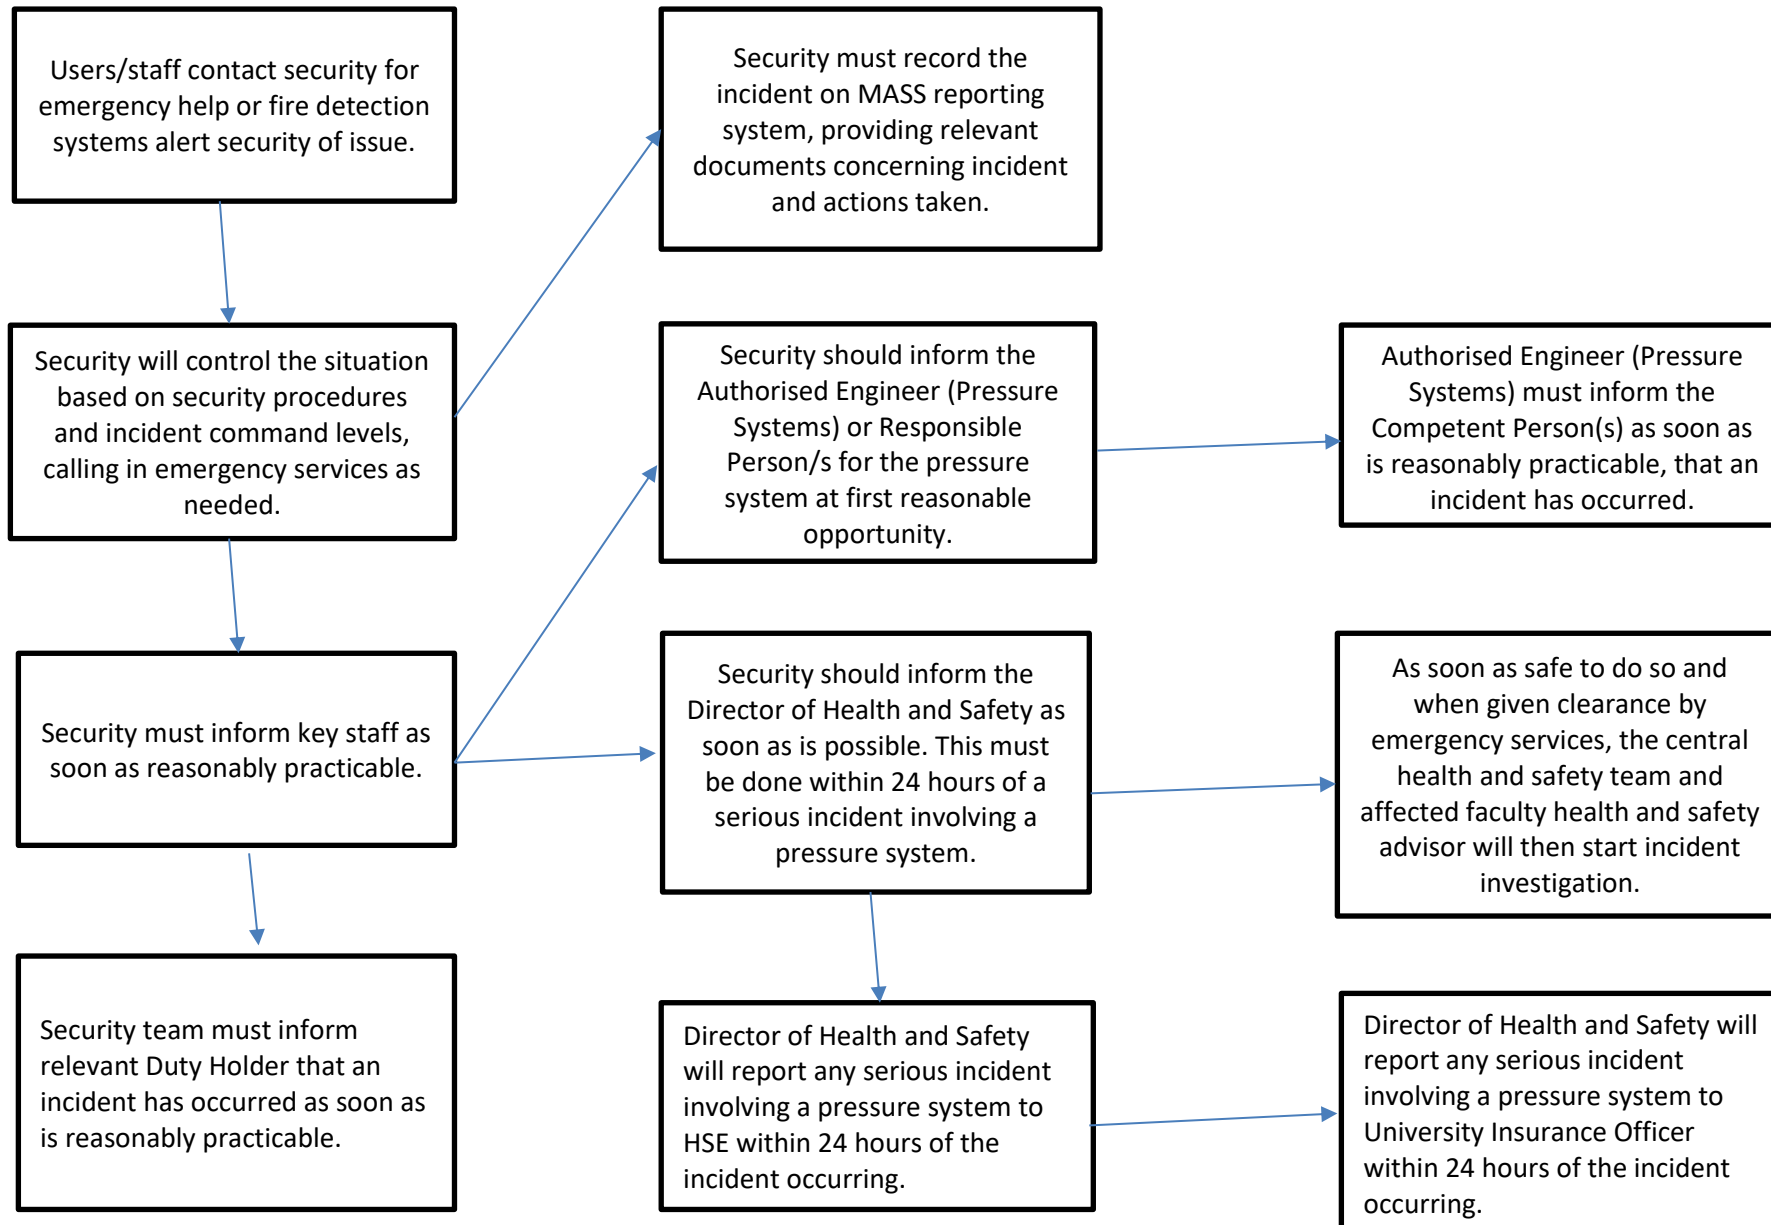 Users/staff contact security for
emergency help or fire detection
systems alert security of issue.
Security must record the
incident on MASS reporting
system, providing relevant
documents concerning incident
and actions taken.
Security will control the situation
based on security procedures
and incident command levels,
calling in emergency services as
needed.
Security should inform the
Authorised Engineer (Pressure
Systems) or Responsible
Person/s for the pressure
system at first reasonable
opportunity.
Authorised Engineer (Pressure
Systems) must inform the
Competent Person(s) as soon as
is reasonably practicable, that an
incident has occurred.
Security must inform key staff as
soon as reasonably practicable.
Security should inform the
Director of Health and Safety as
soon as is possible. This must
be done within 24 hours of a
serious incident involving a
pressure system.
As soon as safe to do so and
when given clearance by
emergency services, the central
health and safety team and
affected faculty health and safety
advisor will then start incident
investigation.
Security team must inform
relevant Duty Holder that an
incident has occurred as soon as
is reasonably practicable.
Director of Health and Safety
will report any serious incident
involving a pressure system to
HSE within 24 hours of the
incident occurring.
Director of Health and Safety will
report any serious incident
involving a pressure system to
University Insurance Officer
within 24 hours of the incident
occurring.